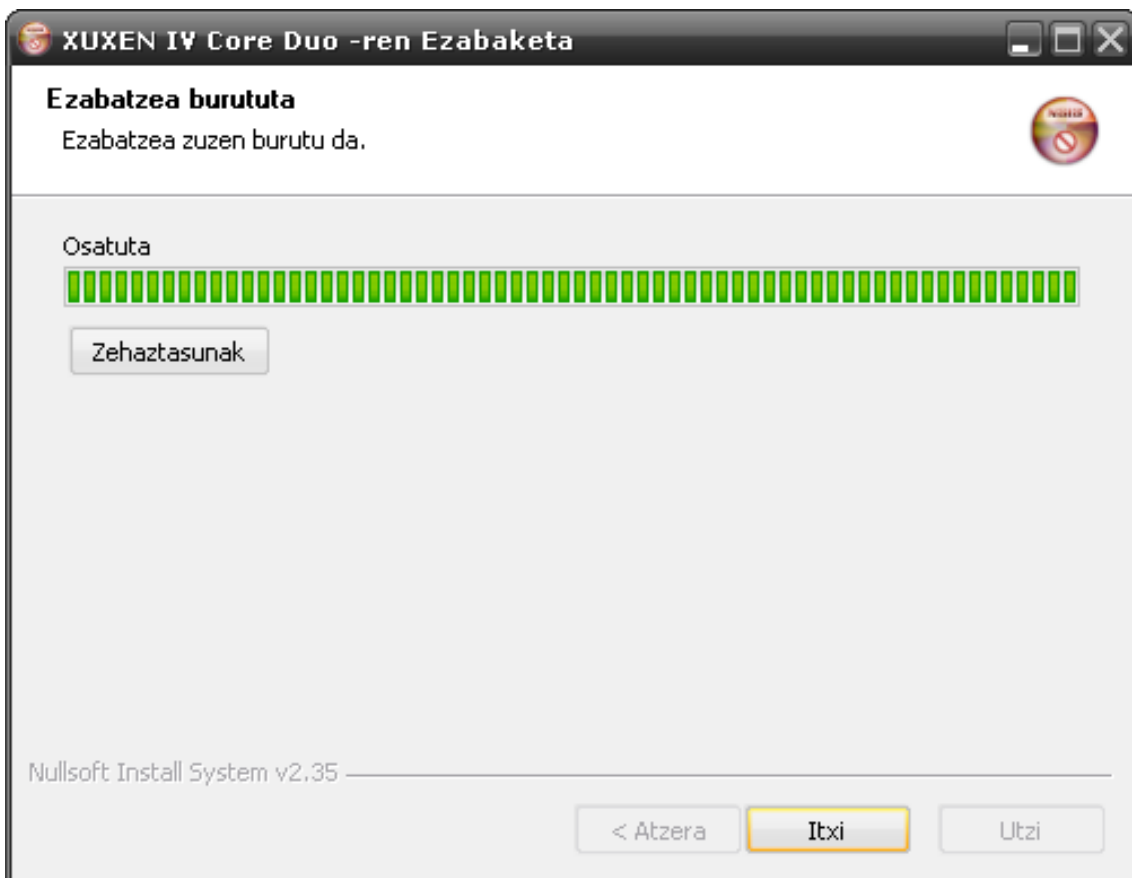 XUXEN IV Core Duo -ren Ezabaketa
Ezabatzea burututa
Ezabatzea zuzen burutu da.
Osatuta
Zehaztasunak
Nullsoft Install System v2.35
< Atzera
Itxi
Utzi